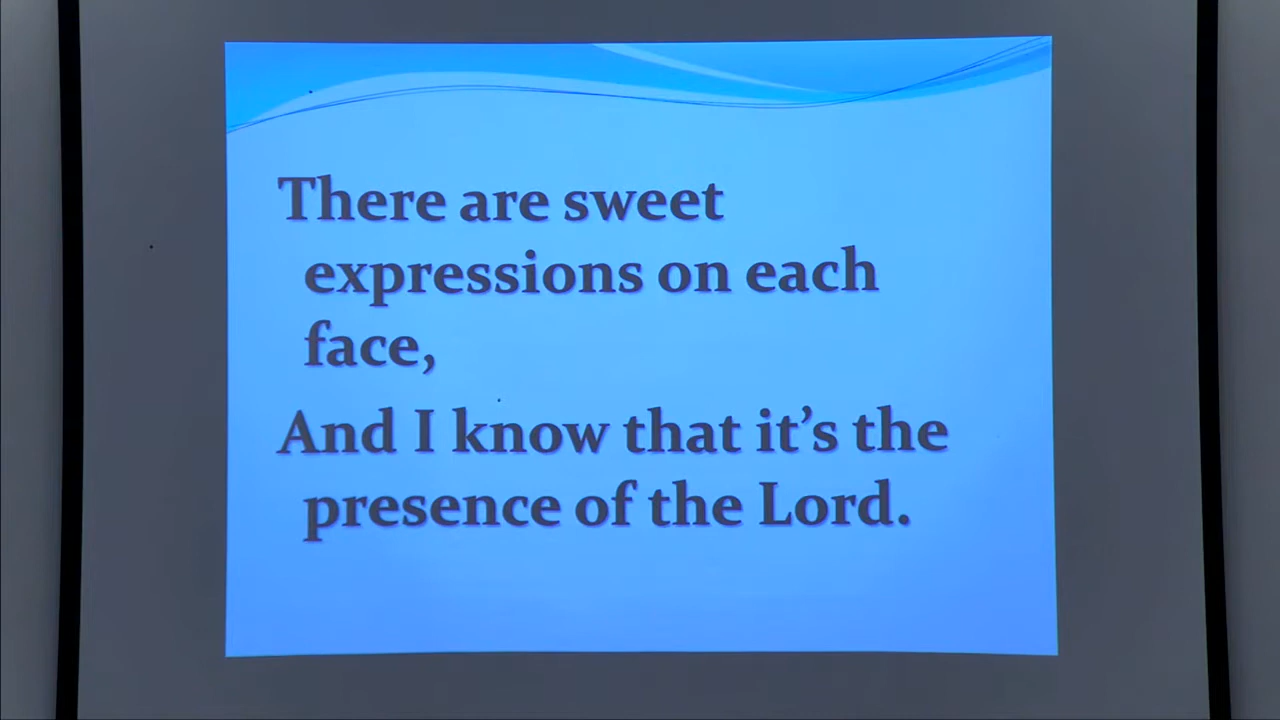 There are sweet
expressions on each
face,
And I know that it's the
presence of the Lord.